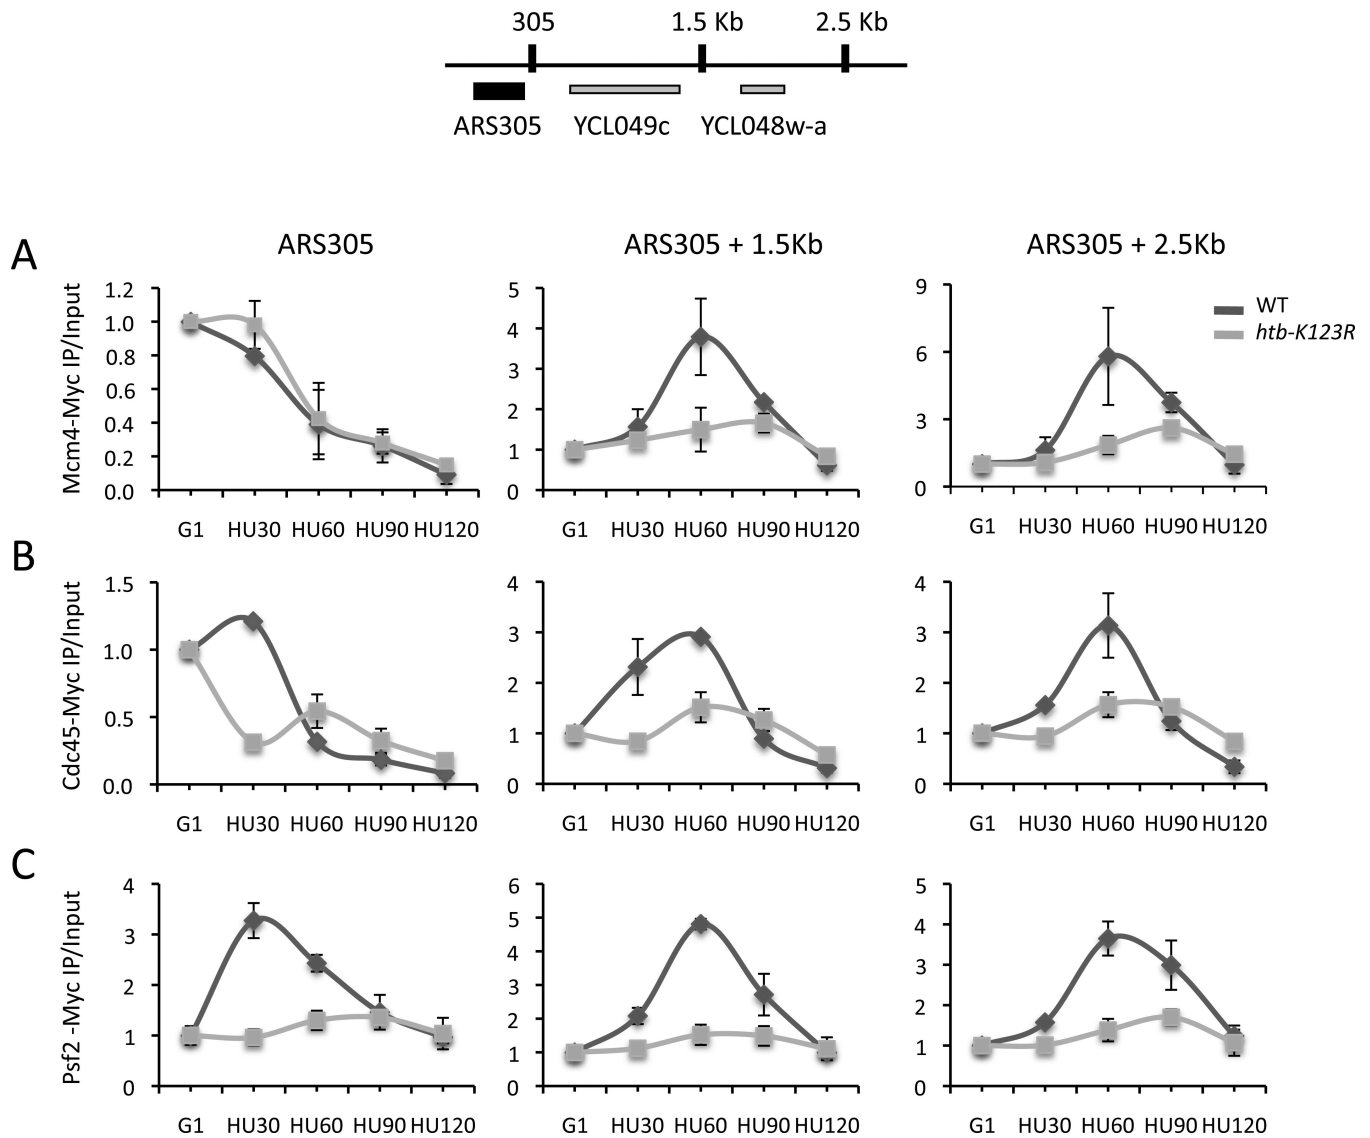 305 1.5 Kb 2.5 Kb
ARS305 YCL049c YCL048w-a
A ARS305 ARS305 + 1.5Kb ARS305 + 2.5Kb
WT
htb-K123R
Mcm4-Myc IP/Input
1.2
1.0
0.8
0.6
0.4
0.2
0.0
G1 HU30 HU60 HU90 HU120
5
4
3
2
1
0
G1 HU30 HU60 HU90 HU120
9
6
3
0
G1 HU30 HU60 HU90 HU120
B
Cdc45-Myc IP/Input
1.5
1.0
0.5
0.0
G1 HU30 HU60 HU90 HU120
4
3
2
1
0
G1 HU30 HU60 HU90 HU120
4
3
2
1
0
G1 HU30 HU60 HU90 HU120
C
Psf2 -Myc IP/Input
4
3
2
1
0
G1 HU30 HU60 HU90 HU120
6
5
4
3
2
1
0
G1 HU30 HU60 HU90 HU120
5
4
3
2
1
0
G1 HU30 HU60 HU90 HU120